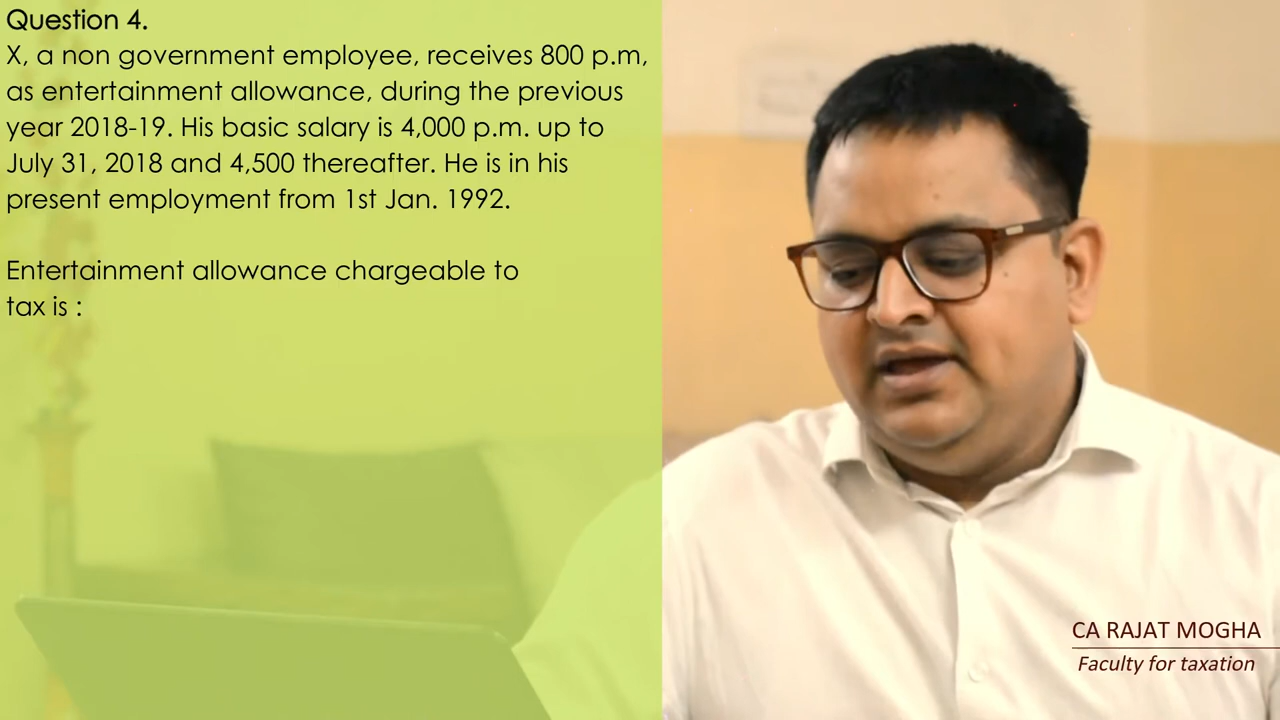 Question 4.
X, a non government employee, receives 800 p.m,
as entertainment allowance, during the previous
year 2018-19. His basic salary is 4,000 p.m. up to
July 31, 2018 and 4,500 thereafter. He is in his
present employment from 1st Jan. 1992.
Entertainment allowance chargeable to
tax is :
CA RAJAT MOGHA
Faculty for taxation